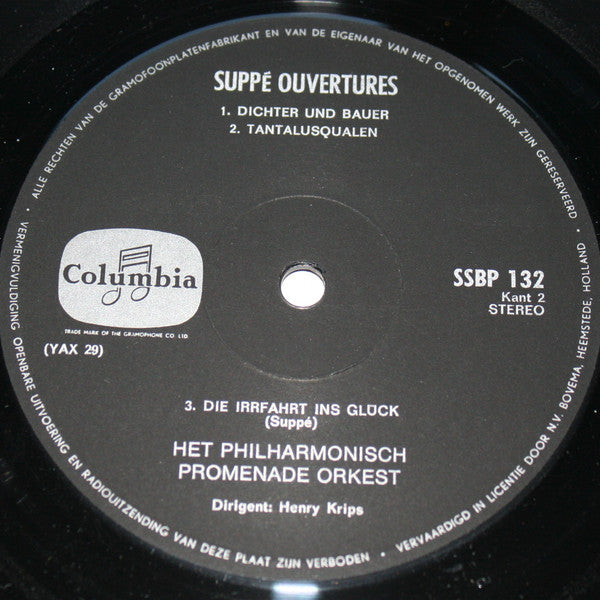 ALLE RECHTEN VAN DE GRAMOFOONPLATENFABRIKANT EN VAN DE EIGENAAR VAN HET OPGENOMEN WERK ZIJN GERESERVEERD •
SUPPÉ OUVERTURES
1. DICHTER UND BAUER
2. TANTALUSQUALEN
Columbia
TRADE MARK OF THE GRAMOPHONE CO LTD
(YAX 29)
SSBP 132
Kant 2
STEREO
3. DIE IRRFAHRT INS GLÜCK
(Suppé)
HET PHILHARMONISCH
PROMENADE ORKEST
Dirigent: Henry Krips
• VERMENIGVULDIGING OPENBARE UITVOERING EN RADIOUITZENDING VAN DEZE PLAAT ZIJN VERBODEN •
VERVAARDIGD IN LICENTIE DOOR N.V. BOVEMA, HEEMSTEDE, HOLLAND •